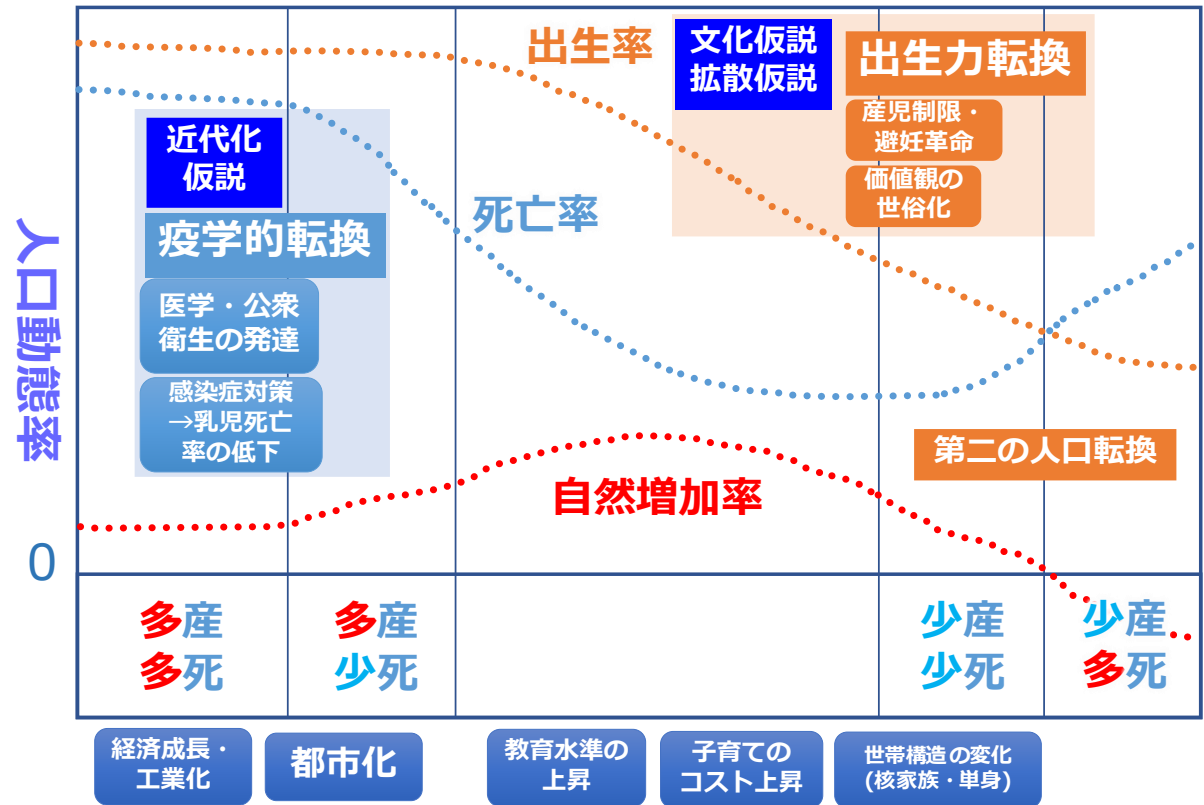 出生率
文化仮説
拡散仮説
出生力転換
産児制限・
避妊革命
価値観の
世俗化
近代化
仮説
疫学的転換
医学・公衆
衛生の発達
感染症対策
→乳児死亡
率の低下
死亡率
人口動態率
第二の人口転換
自然増加率
0
多産
多死
多産
少死
少産
少死
少産
多死
経済成長・
工業化
都市化
教育水準の
上昇
子育ての
コスト上昇
世帯構造の変化
(核家族・単身)